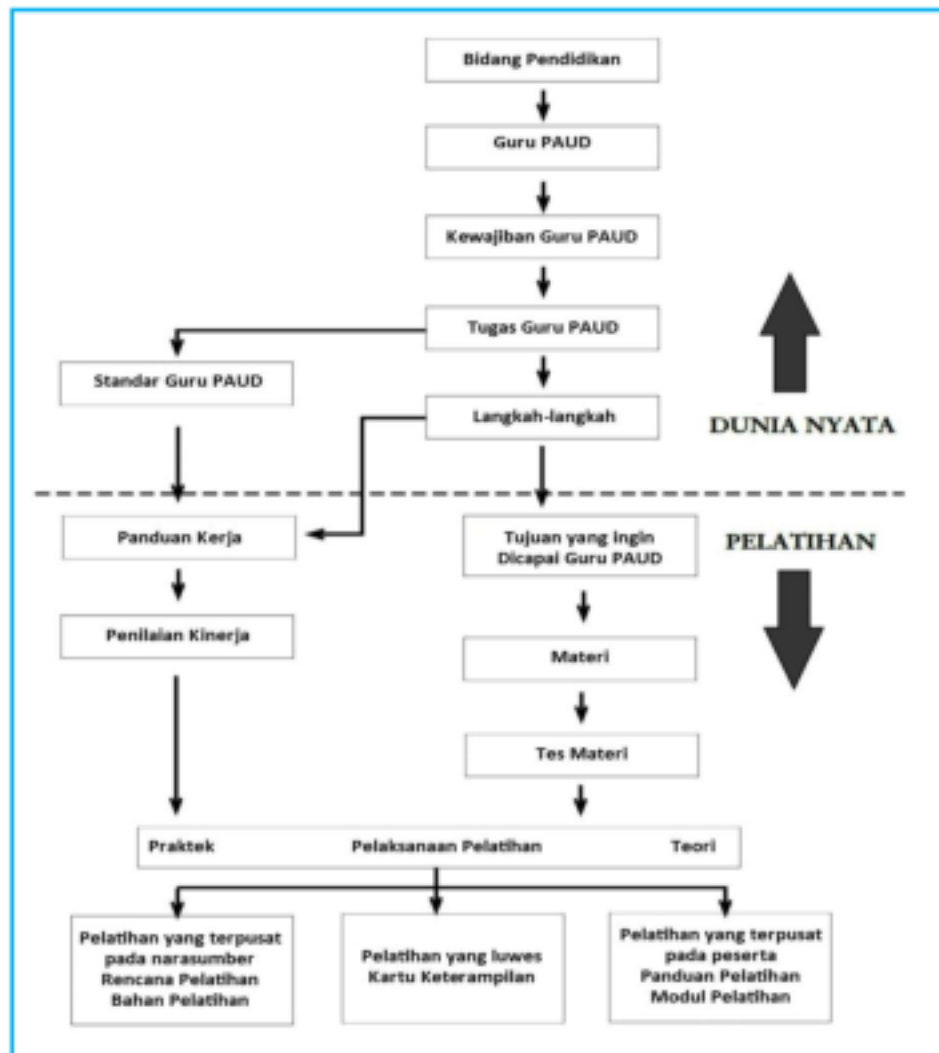 Bidang Pendidikan
Guru PAUD
Kewajiban Guru PAUD
Tugas Guru PAUD
Standar Guru PAUD
Langkah-langkah
DUNIA NYATA
Panduan Kerja
Tujuan yang ingin
Dicapai Guru PAUD
PELATIHAN
Penilaian Kinerja
Materi
Tes Materi
Praktek Pelaksanaan Pelatihan Teori
Pelatihan yang terpusat
pada narasumber
Rencana Pelatihan
Bahan Pelatihan
Pelatihan yang luwes
Kartu Keterampilan
Pelatihan yang terpusat
pada peserta
Panduan Pelatihan
Modul Pelatihan